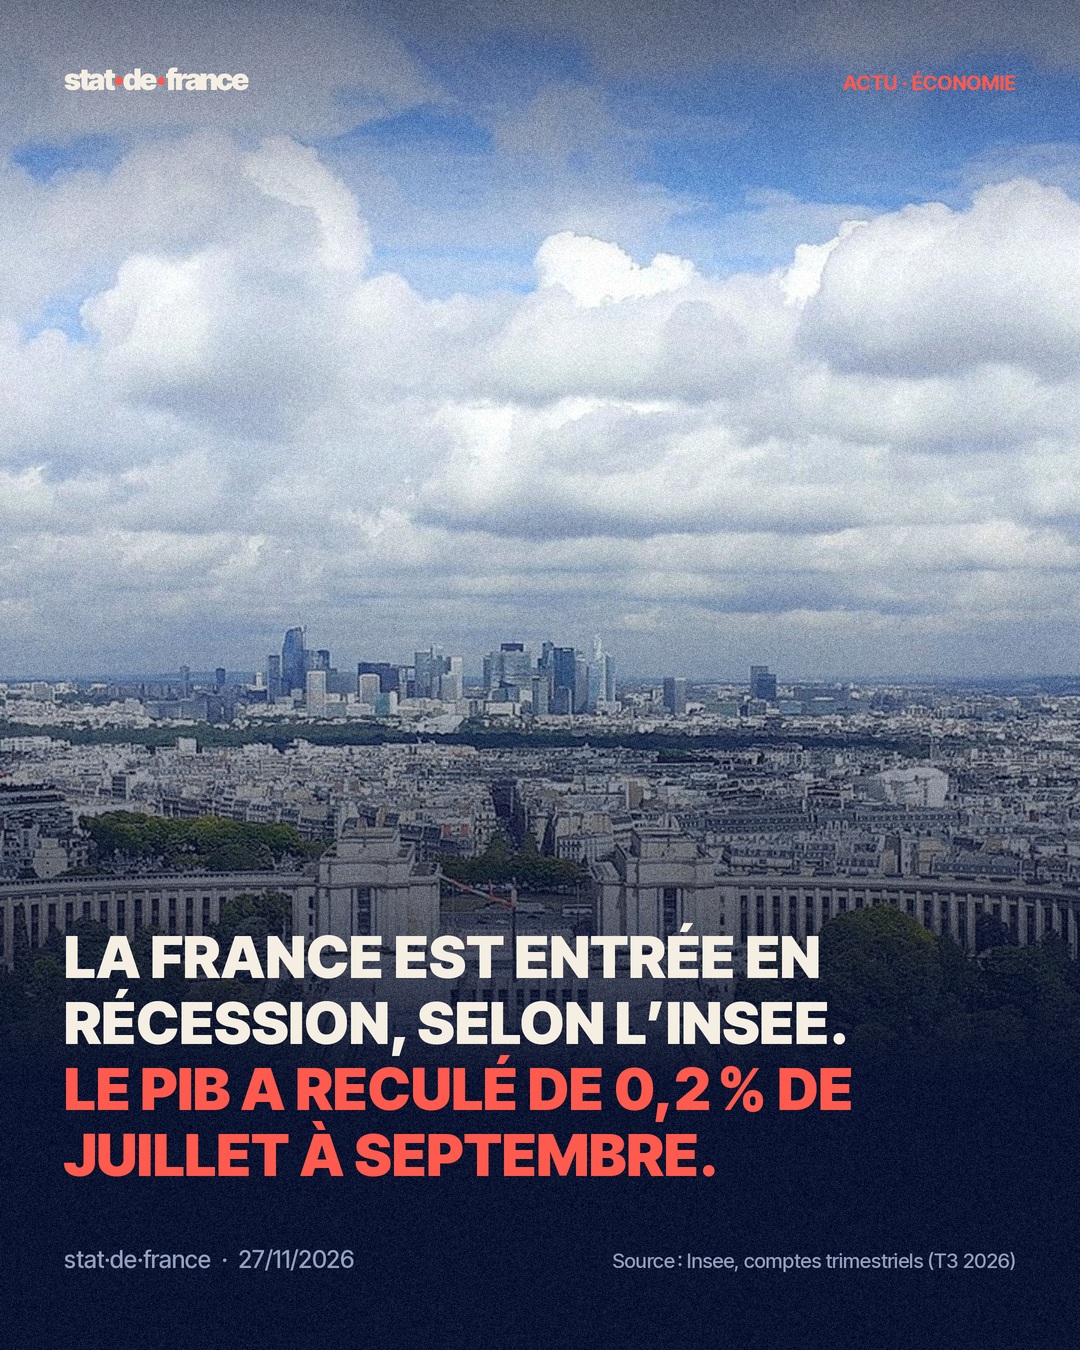 stat·de·france
ACTU · ÉCONOMIE
LA FRANCE EST ENTRÉE EN
RÉCESSION, SELON L’INSEE.
LE PIB A RECULÉ DE 0,2 % DE
JUILLET À SEPTEMBRE.
stat·de·france · 27/11/2026
Source : Insee, comptes trimestriels (T3 2026)